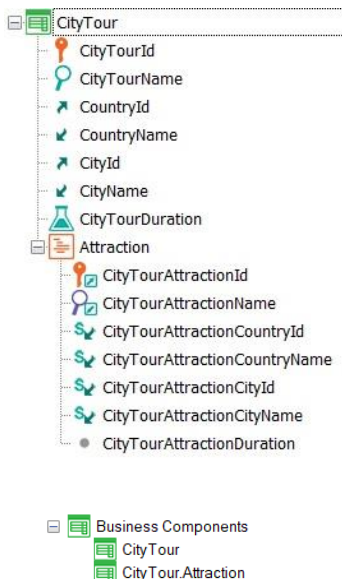 CityTour
CityTourId
CityTourName
CountryId
CountryName
CityId
CityName
CityTourDuration
Attraction
CityTourAttractionId
CityTourAttractionName
CityTourAttractionCountryId
CityTourAttractionCountryName
CityTourAttractionCityId
CityTourAttractionCityName
CityTourAttractionDuration
Business Components
CityTour
CityTour.Attraction